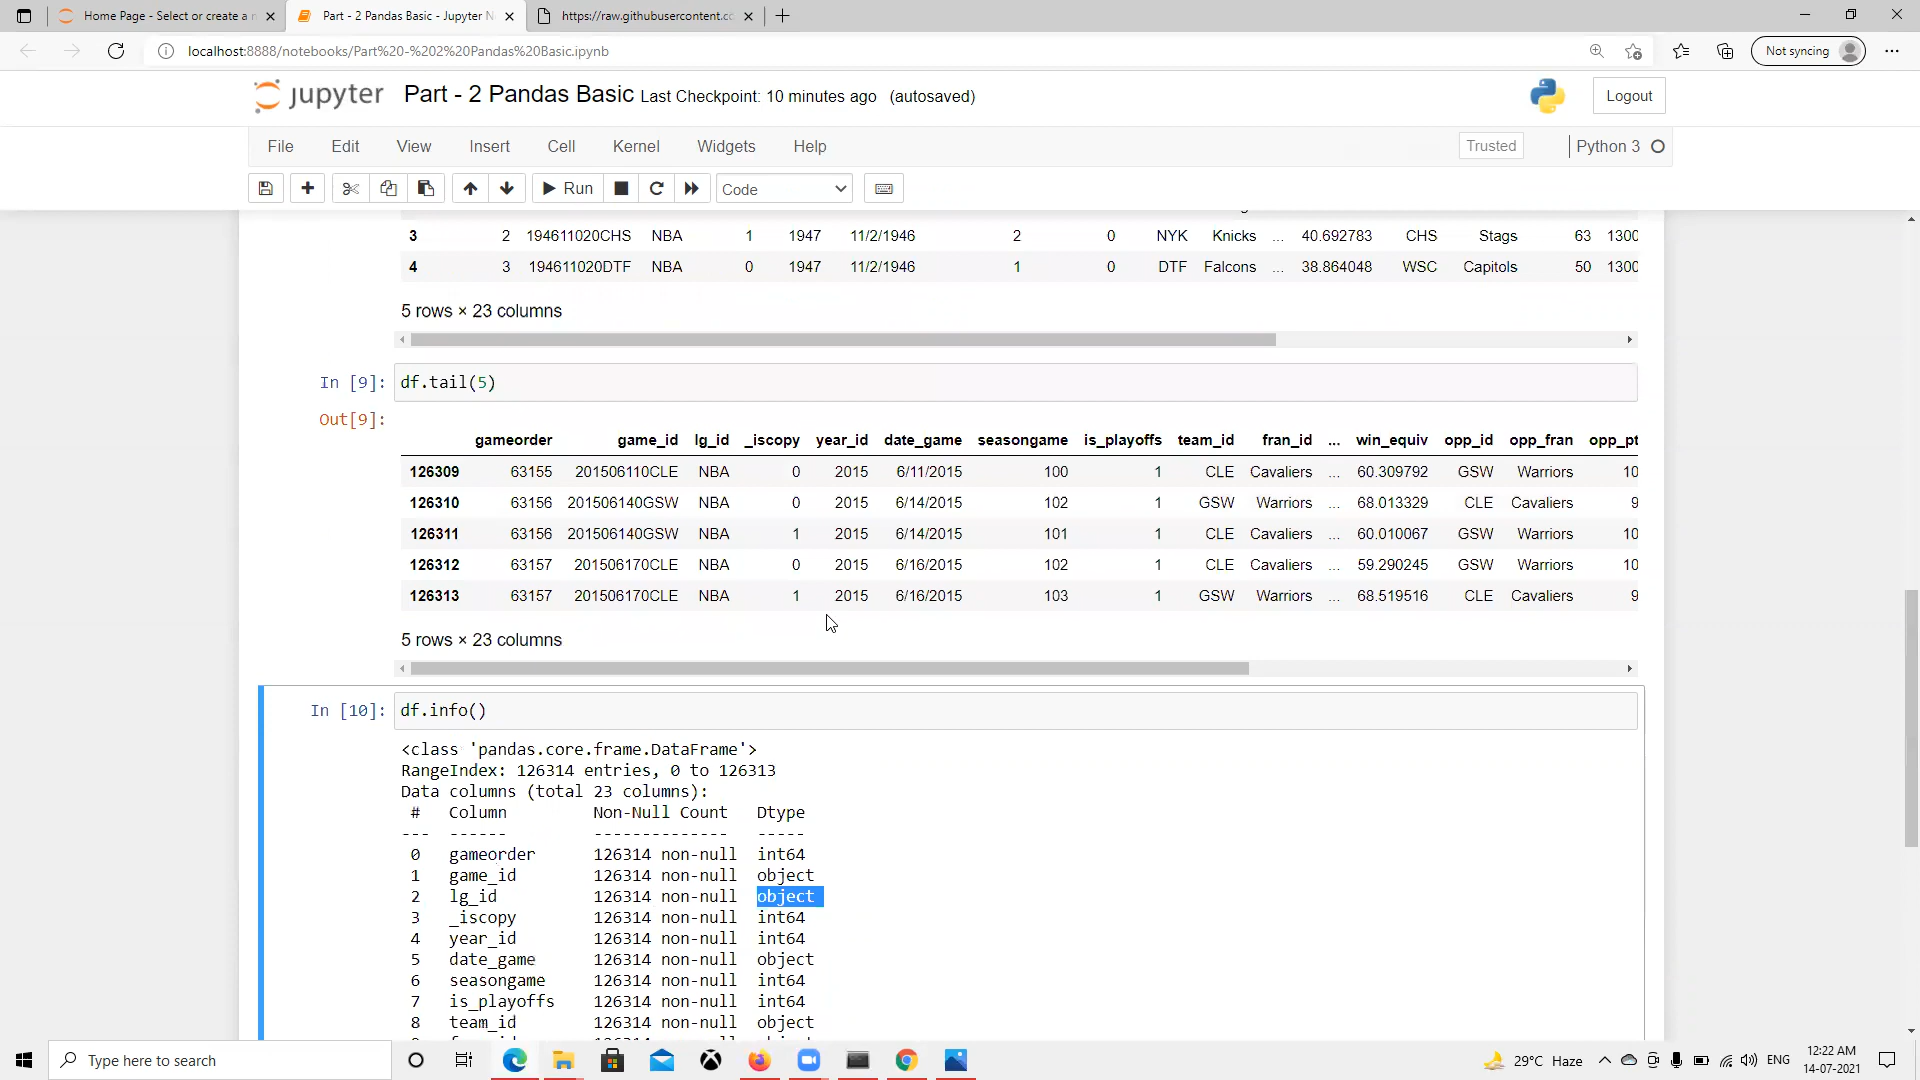 Home Page - Select or create a n
Part - 2 Pandas Basic - Jupyter N
https://raw.githubusercontent.cc
localhost:8888/notebooks/Part%20-%202%20Pandas%20Basic.ipynb
Not syncing
jupyter Part - 2 Pandas Basic Last Checkpoint: 10 minutes ago (autosaved)
Logout
File Edit View Insert Cell Kernel Widgets Help
Trusted Python 3
Run Code
3 2 194611020CHS NBA 1 1947 11/2/1946 2 0 NYK Knicks ... 40.692783 CHS Stags 63 1300
4 3 194611020DTF NBA 0 1947 11/2/1946 1 0 DTF Falcons ... 38.864048 WSC Capitols 50 1300
5 rows × 23 columns
In [9]: df.tail(5)
Out[9]:
gameorder game_id lg_id _iscopy year_id date_game seasongame is_playoffs team_id fran_id ... win_equiv opp_id opp_fran opp_pt
126309 63155 201506110CLE NBA 0 2015 6/11/2015 100 1 CLE Cavaliers ... 60.309792 GSW Warriors 10
126310 63156 201506140GSW NBA 0 2015 6/14/2015 102 1 GSW Warriors ... 68.013329 CLE Cavaliers 9
126311 63156 201506140GSW NBA 1 2015 6/14/2015 101 1 CLE Cavaliers ... 60.010067 GSW Warriors 10
126312 63157 201506170CLE NBA 0 2015 6/16/2015 102 1 CLE Cavaliers ... 59.290245 GSW Warriors 10
126313 63157 201506170CLE NBA 1 2015 6/16/2015 103 1 GSW Warriors ... 68.519516 CLE Cavaliers 9
5 rows × 23 columns
In [10]: df.info()
<class 'pandas.core.frame.DataFrame'>
RangeIndex: 126314 entries, 0 to 126313
Data columns (total 23 columns):
# Column Non-Null Count Dtype
--- ------ -------------- -----
0 gameorder 126314 non-null int64
1 game_id 126314 non-null object
2 lg_id 126314 non-null object
3 _iscopy 126314 non-null int64
4 year_id 126314 non-null int64
5 date_game 126314 non-null object
6 seasongame 126314 non-null int64
7 is_playoffs 126314 non-null int64
8 team_id 126314 non-null object
Type here to search
29°C Haze
ENG
12:22 AM
14-07-2021